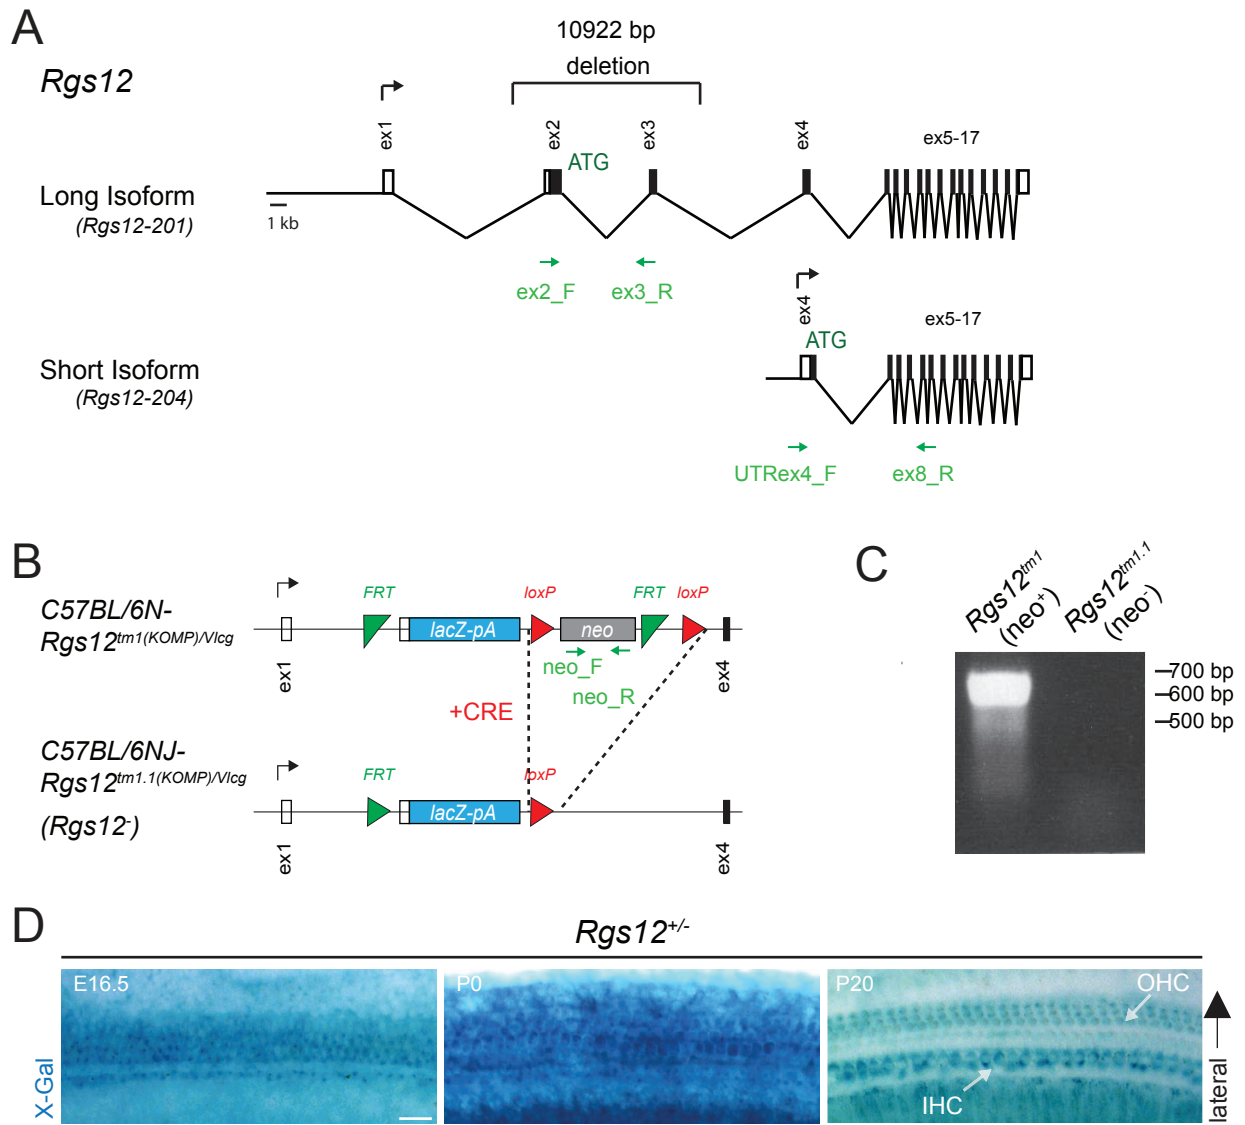 A
10922 bp
deletion
Rgs12
ex1
ex2
ex3
ex4
ex5-17
ATG
Long Isoform
(Rgs12-201)
1 kb
ex2_F
ex3_R
ex4
ex5-17
ATG
Short Isoform
(Rgs12-204)
UTRex4_F
ex8_R
B
C57BL/6N-
Rgs12tm1(KOMP)/Vlcg
FRT
loxP
FRT
loxP
lacZ-pA
neo
ex1
neo_F
neo_R
ex4
+CRE
C57BL/6NJ-
Rgs12tm1.1(KOMP)/Vlcg
(Rgs12-)
FRT
loxP
lacZ-pA
ex1
ex4
C
Rgs12tm1
(neo+)
Rgs12tm1.1
(neo-)
700 bp
600 bp
500 bp
D
Rgs12+/-
E16.5
P0
P20
OHC
IHC
X-Gal
lateral